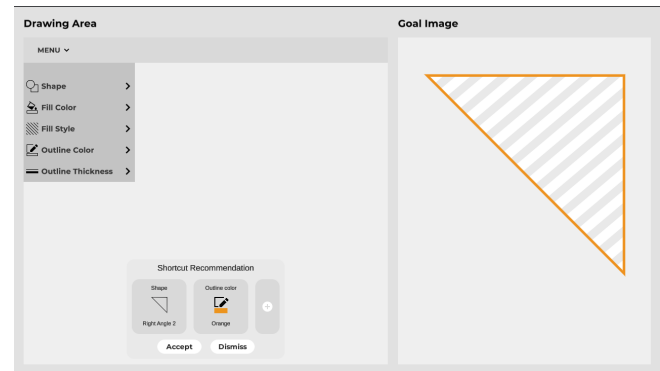 Drawing Area
Goal Image
MENU
Shape
Fill Color
Fill Style
Outline Color
Outline Thickness
Shortcut Recommendation
Shape
Outline color
Right Angle 2
Orange
Accept
Dismiss